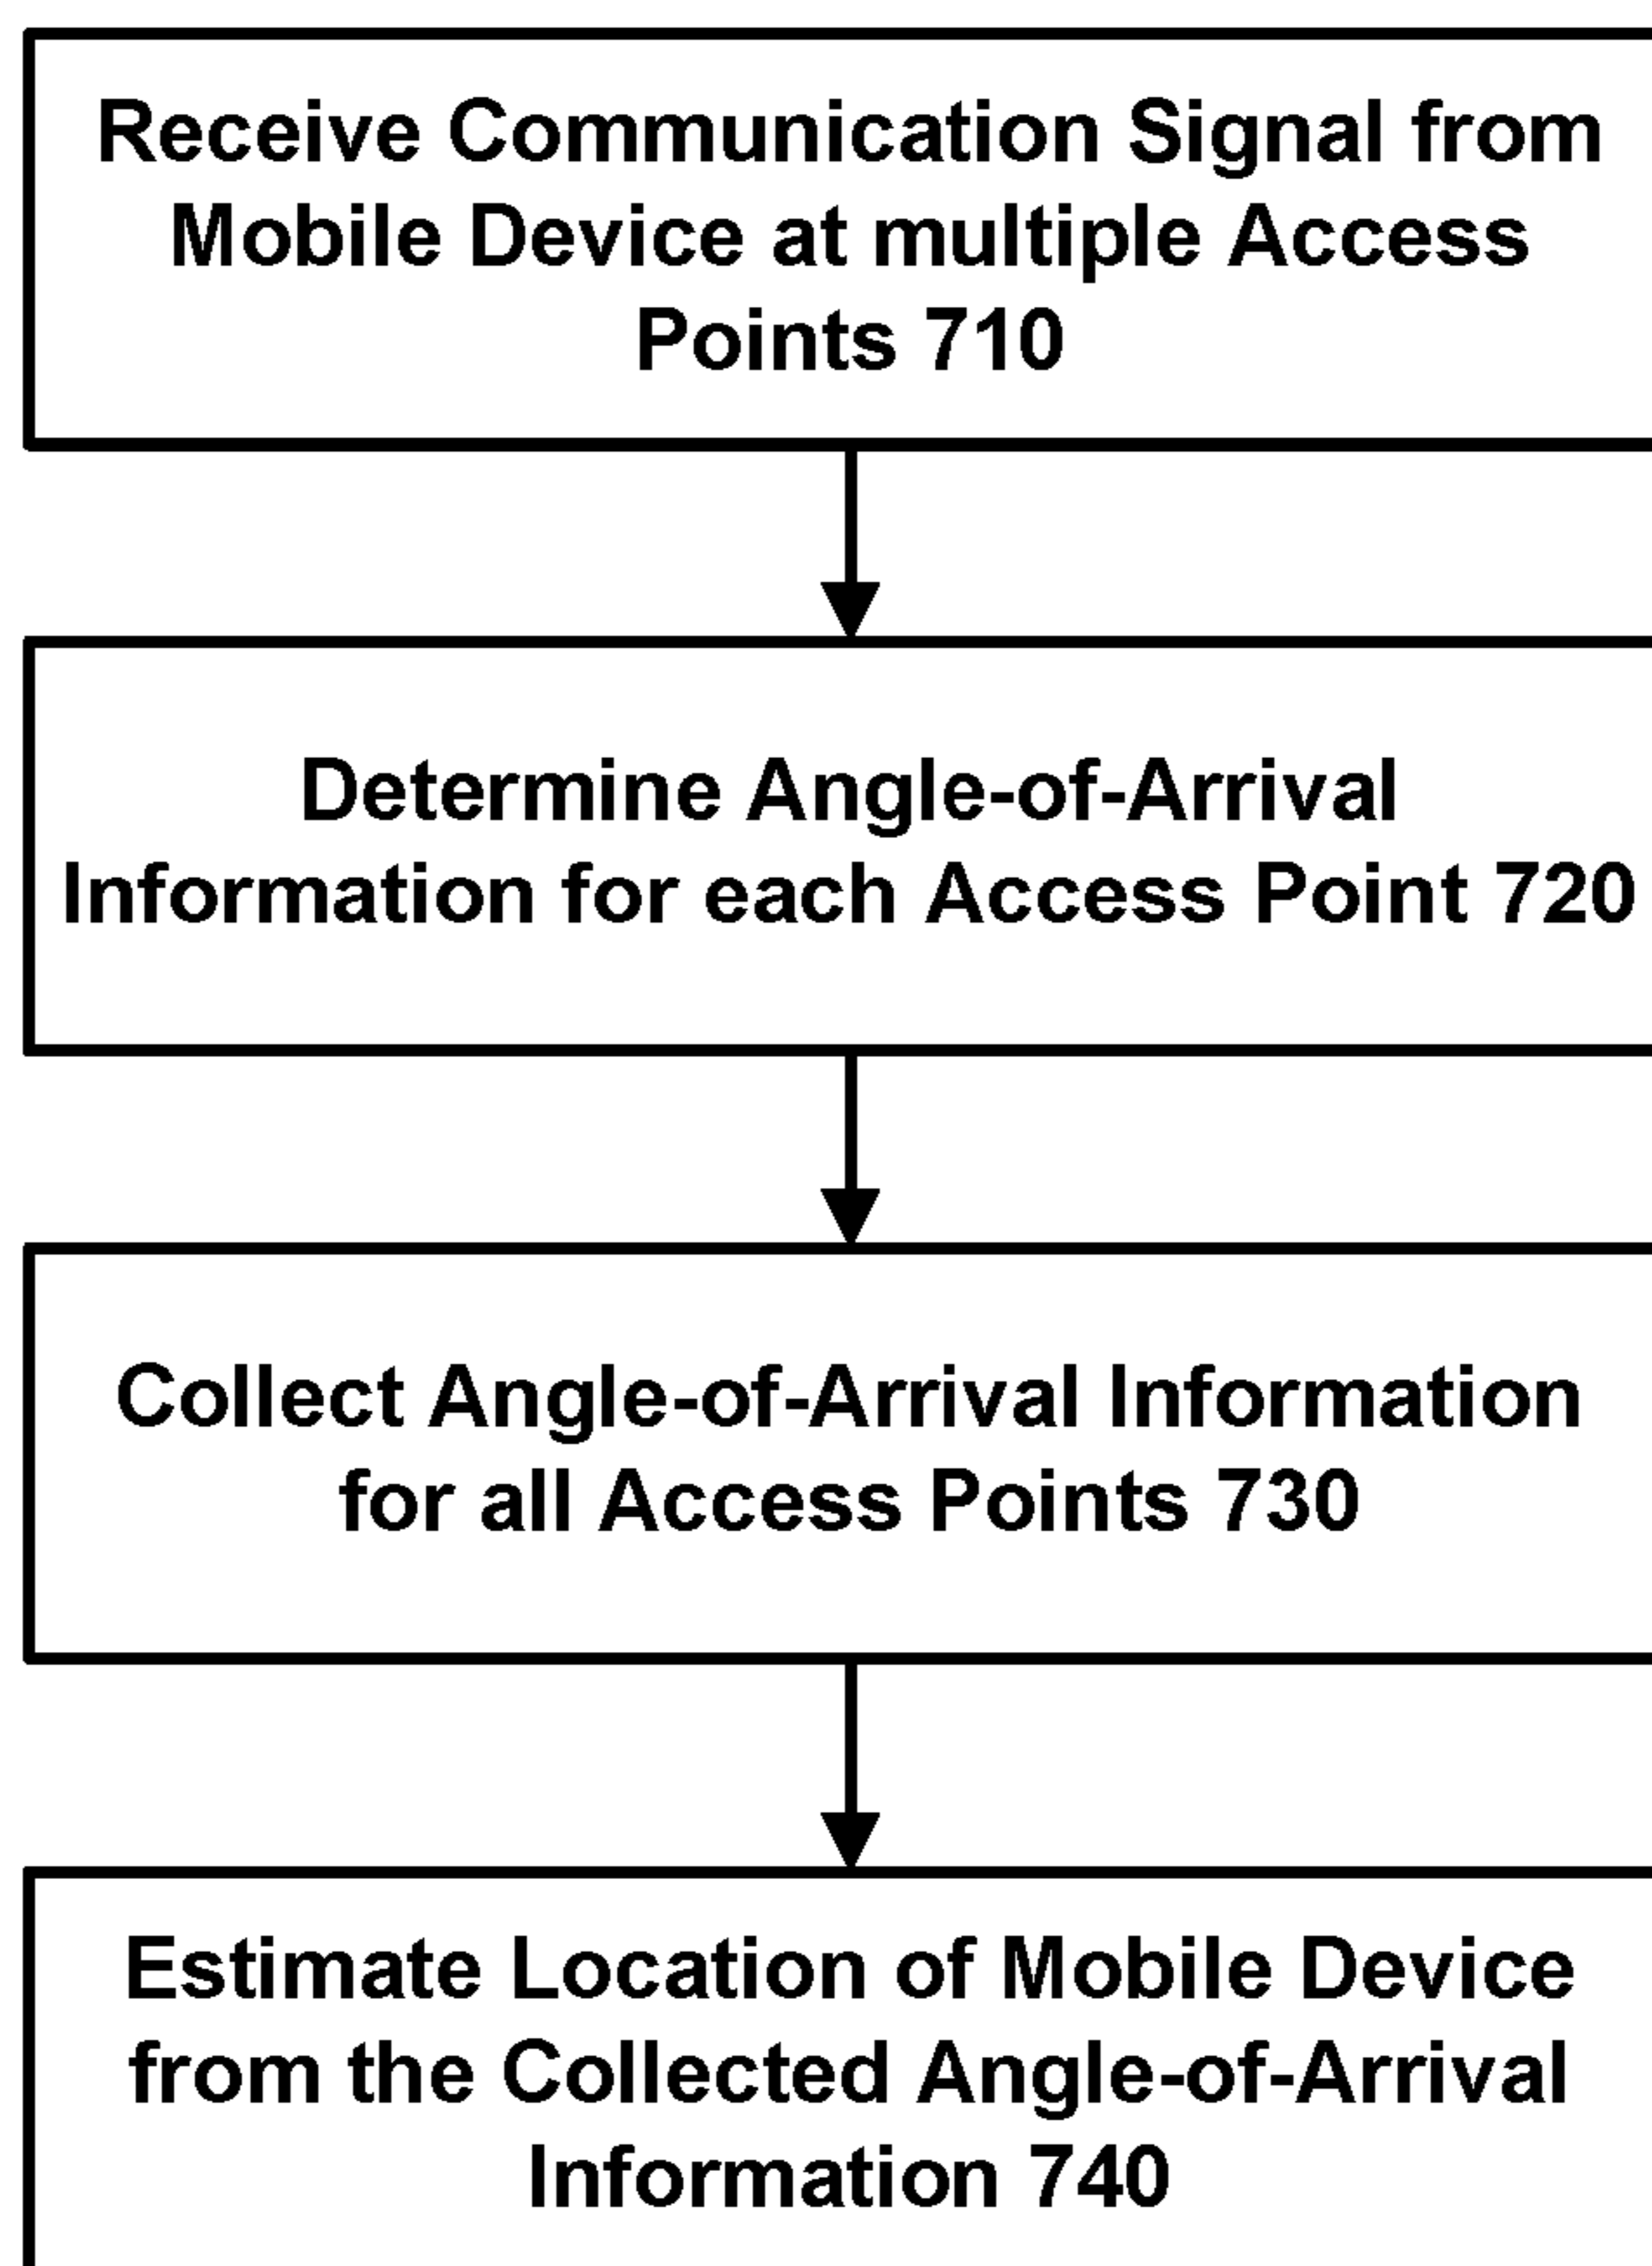 Receive Communication Signal from
Mobile Device at multiple Access
Points 710
Determine Angle-of-Arrival
Information for each Access Point 720
Collect Angle-of-Arrival Information
for all Access Points 730
Estimate Location of Mobile Device
from the Collected Angle-of-Arrival
Information 740